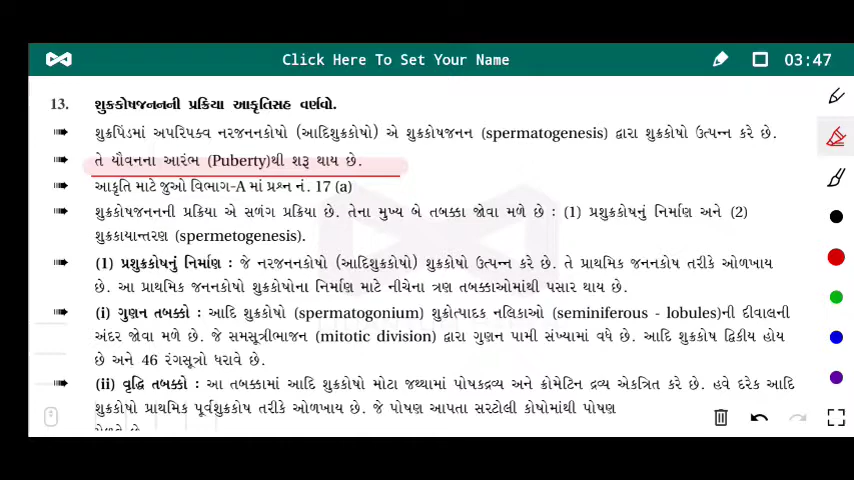 Click Here To Set Your Name
03:47
13. શુક્રકોષજનનની પ્રક્રિયા આકૃતિસહ વર્ણવો.
શુક્રપિંડમાં અપરિપક્વ નરજનનકોષો (આદિશુક્રકોષો) એ શુક્રકોષજનન (spermatogenesis) દ્વારા શુક્રકોષો ઉત્પન્ન કરે છે.
તે યૌવનના આરંભ (Puberty)થી શરૂ થાય છે.
આકૃતિ માટે જુઓ વિભાગ-A માં પ્રશ્ન નં. 17 (a)
શુક્રકોષજનનની પ્રક્રિયા એ સળંગ પ્રક્રિયા છે. તેના મુખ્ય બે તબક્કા જોવા મળે છે : (1) પ્રશુક્રકોષનું નિર્માણ અને (2)
શુક્રકાયાન્તરણ (spermetogenesis).
(1) પ્રશુક્રકોષનું નિર્માણ : જે નરજનનકોષો (આદિશુક્રકોષો) શુક્રકોષો ઉત્પન્ન કરે છે. તે પ્રાથમિક જનનકોષ તરીકે ઓળખાય
છે. આ પ્રાથમિક જનનકોષો શુક્રકોષોના નિર્માણ માટે નીચેના ત્રણ તબક્કાઓમાંથી પસાર થાય છે.
(i) ગુણન તબક્કો : આદિ શુક્રકોષો (spermatogonium) શુક્રોત્પાદક નલિકાઓ (seminiferous - lobules)ની દીવાલની
અંદર જોવા મળે છે. જે સમસૂત્રીભાજન (mitotic division) દ્વારા ગુણન પામી સંખ્યામાં વધે છે. આદિ શુક્રકોષ દ્વિકીય હોય
છે અને 46 રંગસૂત્રો ધરાવે છે.
(ii) વૃદ્ધિ તબક્કો : આ તબક્કામાં આદિ શુક્રકોષો મોટા જથ્થામાં પોષકદ્રવ્ય અને ક્રોમેટિન દ્રવ્ય એકત્રિત કરે છે. હવે દરેક આદિ
શુક્રકોષો પ્રાથમિક પૂર્વશુક્રકોષ તરીકે ઓળખાય છે. જે પોષણ આપતા સરટોલી કોષોમાંથી પોષણ